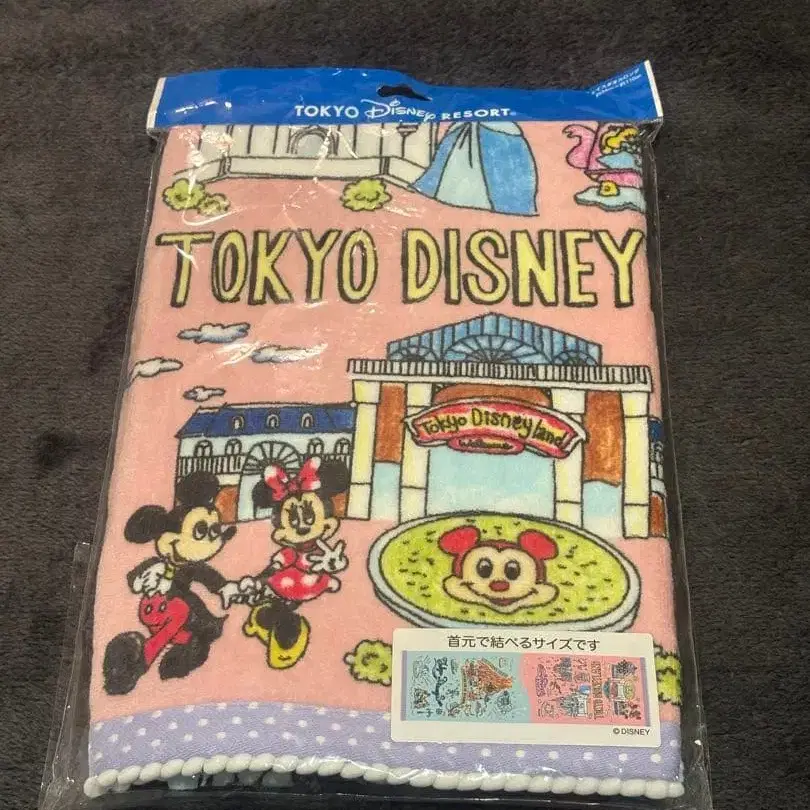 TOKYO Disney RESORT®
TOKYO DISNEY
Tokyo Disneyland
首元で結べるサイズです
©DISNEY